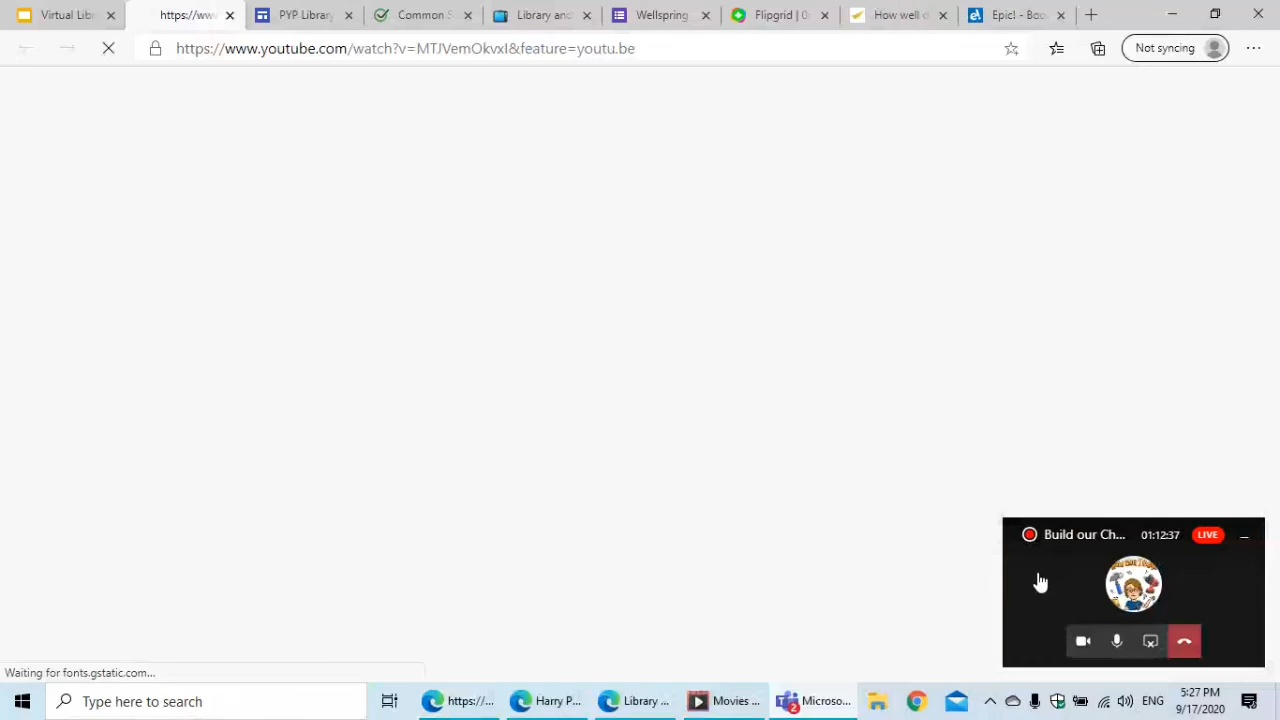 Virtual Lib
https://ww
PYP Library
Common S
Library and
Wellspring
Flipgrid |
How well d
Epic! - Boo
https://www.youtube.com/watch?v=MTJVemOkvxI&feature=youtu.be
Not syncing
Build our Ch... 01:12:37 LIVE
Waiting for fonts.gstatic.com...
Type here to search
https://...
Harry P...
Library ...
Movies ...
2
Microso...
ENG
5:27 PM
9/17/2020